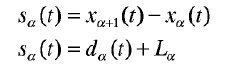 sα(t) = xα+1(t) − xα(t)
sα(t) = dα(t) + Lα